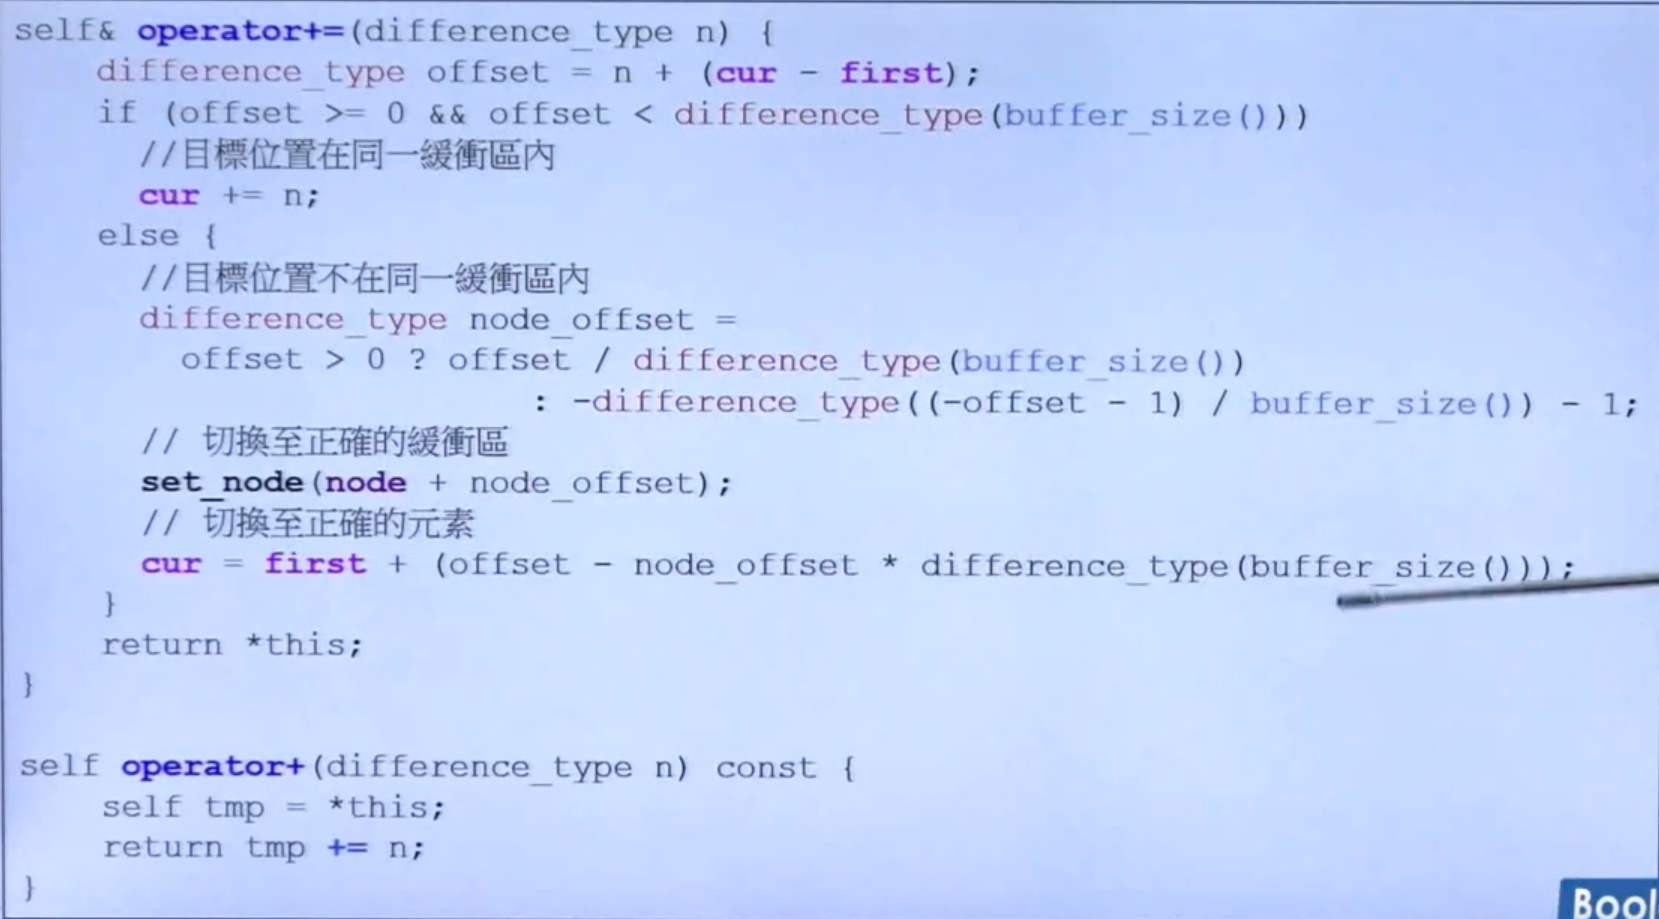 self& operator+=(difference_type n) {
difference_type offset = n + (cur - first);
if (offset >= 0 && offset < difference_type(buffer_size()))
//目標位置在同一緩衝區內
cur += n;
else {
//目標位置不在同一緩衝區內
difference_type node_offset =
offset > 0 ? offset / difference_type(buffer_size())
: -difference_type((-offset - 1) / buffer_size()) - 1;
// 切換至正確的緩衝區
set_node(node + node_offset);
// 切換至正確的元素
cur = first + (offset - node_offset * difference_type(buffer_size()));
}
return *this;
}
self operator+(difference_type n) const {
self tmp = *this;
return tmp += n;
}
Bool